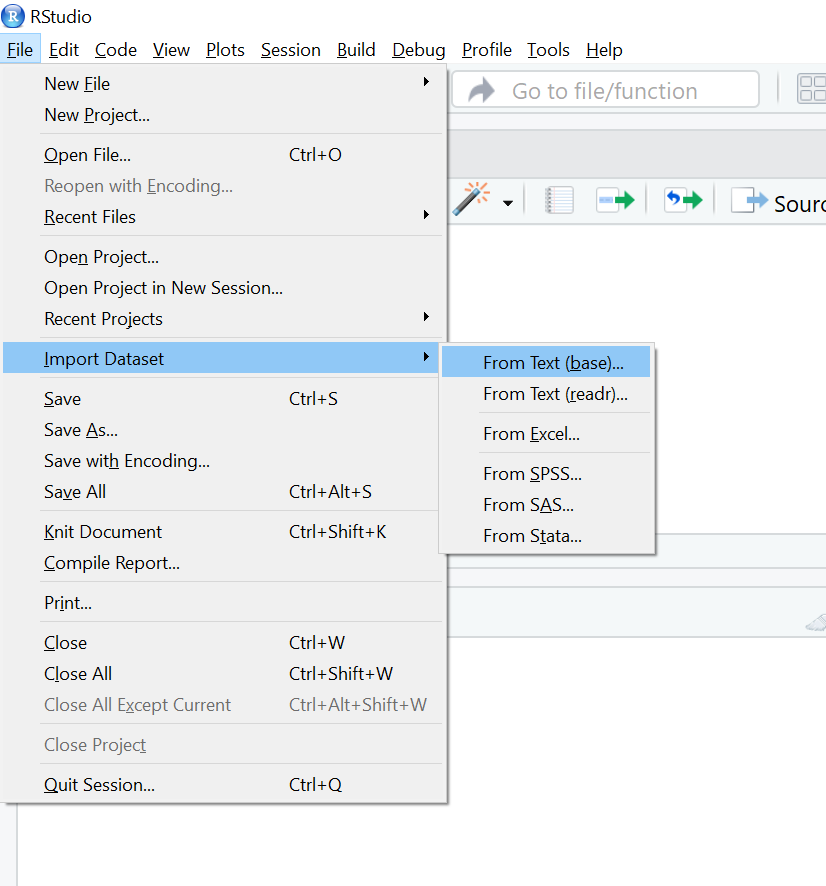 R RStudio
File Edit Code View Plots Session Build Debug Profile Tools Help
New File
New Project...
Open File... Ctrl+O
Reopen with Encoding...
Recent Files
Open Project...
Open Project in New Session...
Recent Projects
Import Dataset
Save Ctrl+S
Save As...
Save with Encoding...
Save All Ctrl+Alt+S
Knit Document Ctrl+Shift+K
Compile Report...
Print...
Close Ctrl+W
Close All Ctrl+Shift+W
Close All Except Current Ctrl+Alt+Shift+W
Close Project
Quit Session... Ctrl+Q
From Text (base)...
From Text (readr)...
From Excel...
From SPSS...
From SAS...
From Stata...
Go to file/function
Sourc